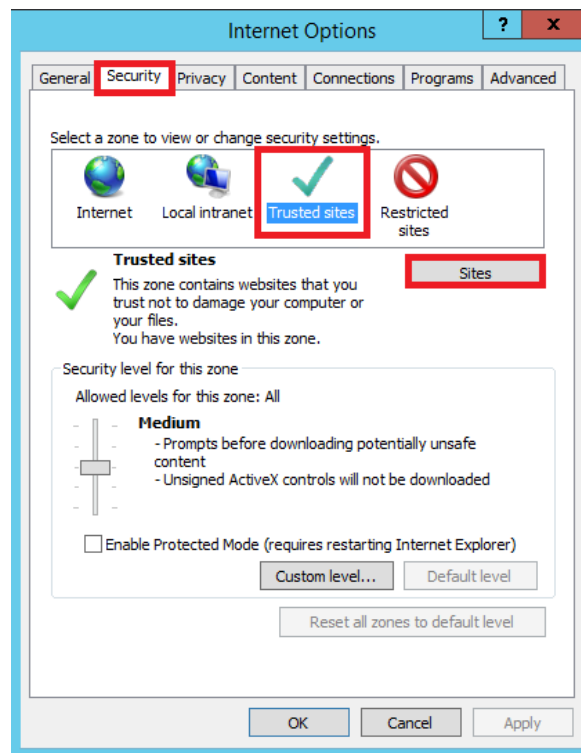 Internet Options
? x
General Security Privacy Content Connections Programs Advanced
Select a zone to view or change security settings.
Internet Local intranet Trusted sites Restricted
sites
Trusted sites
Sites
This zone contains websites that you
trust not to damage your computer or
your files.
You have websites in this zone.
Security level for this zone
Allowed levels for this zone: All
Medium
- Prompts before downloading potentially unsafe
content
- Unsigned ActiveX controls will not be downloaded
Enable Protected Mode (requires restarting Internet Explorer)
Custom level... Default level
Reset all zones to default level
OK Cancel Apply